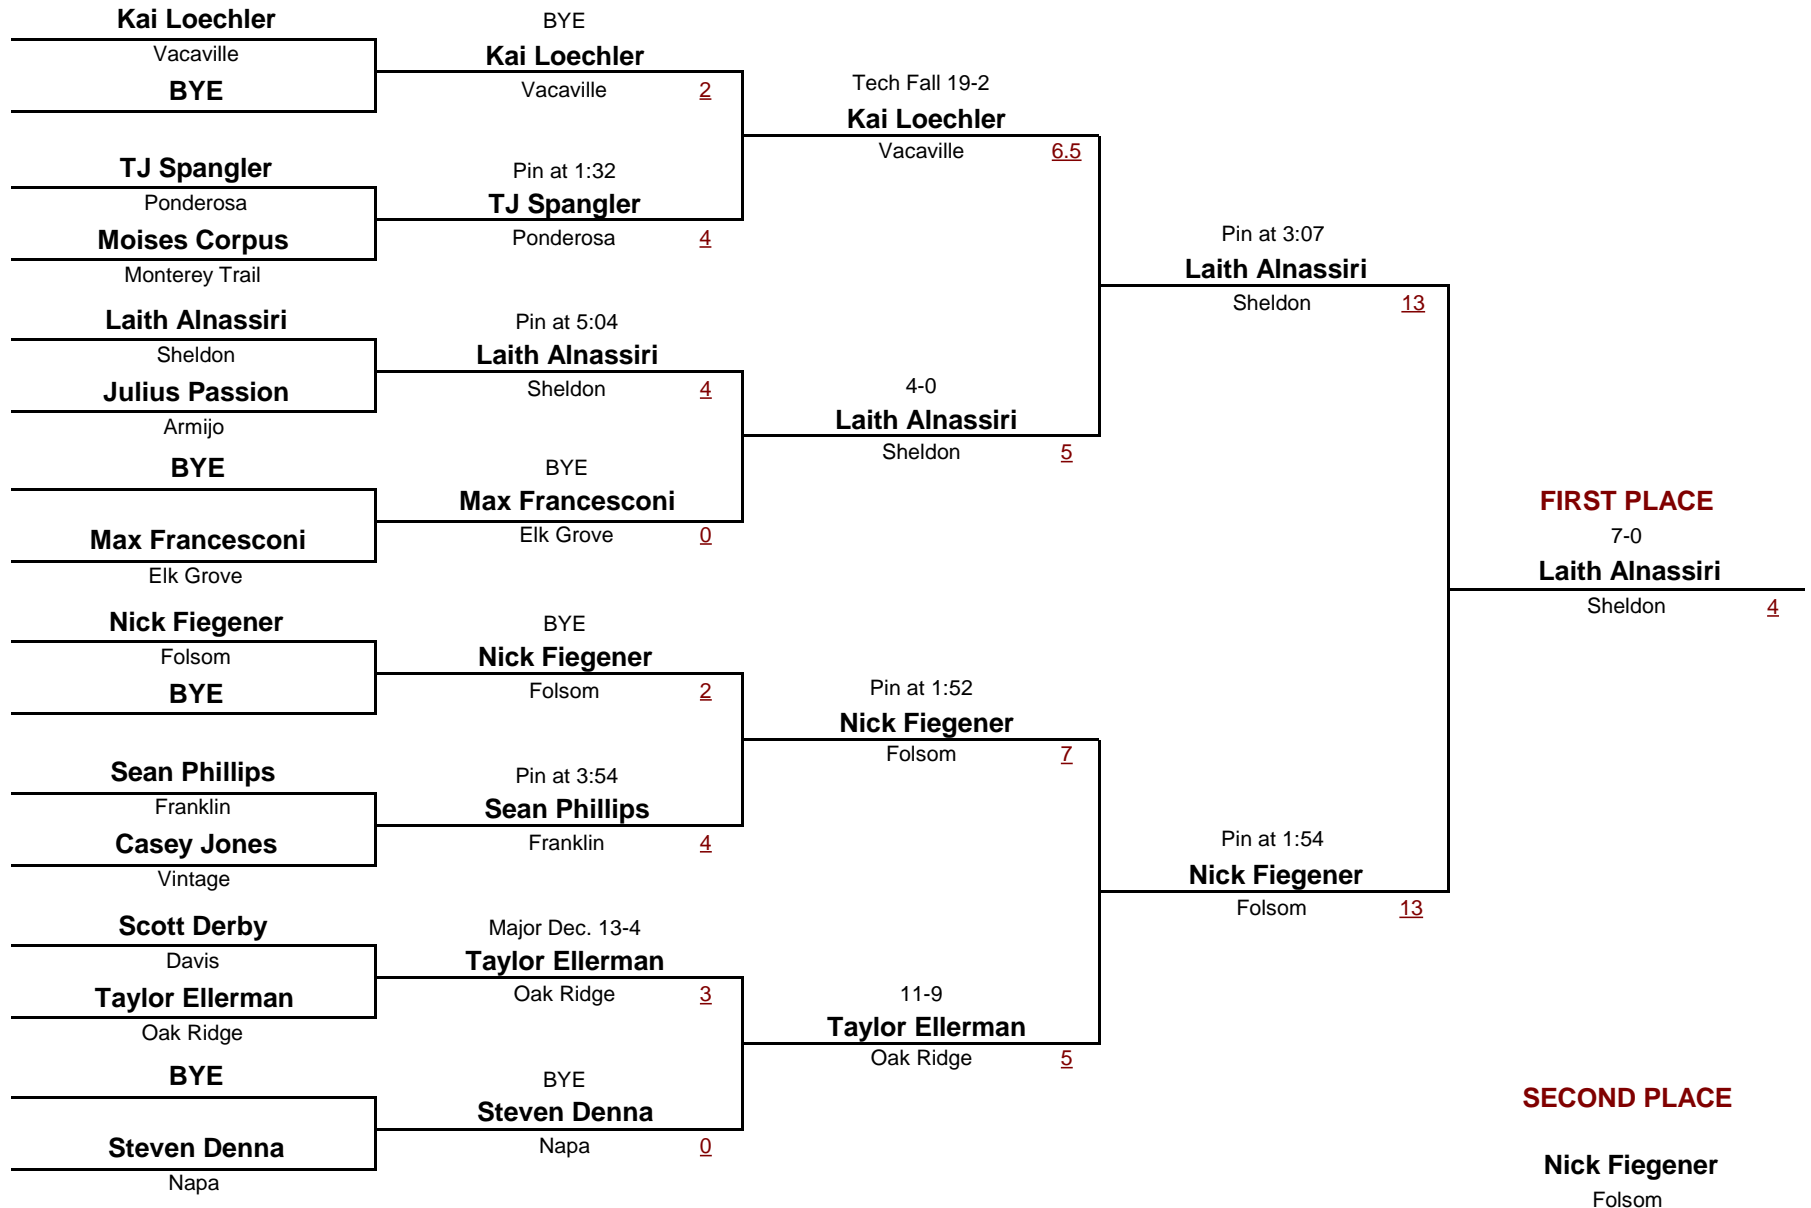 Kai Loechler
Vacaville
BYE
TJ Spangler
Ponderosa
Moises Corpus
Monterey Trail
Laith Alnassiri
Sheldon
Julius Passion
Armijo
BYE
Max Francesconi
Elk Grove
Nick Fiegener
Folsom
BYE
Sean Phillips
Franklin
Casey Jones
Vintage
Scott Derby
Davis
Taylor Ellerman
Oak Ridge
BYE
Steven Denna
Napa
BYE
Kai Loechler
Vacaville 2
Pin at 1:32
TJ Spangler
Ponderosa 4
Pin at 5:04
Laith Alnassiri
Sheldon 4
BYE
Max Francesconi
Elk Grove 0
BYE
Nick Fiegener
Folsom 2
Pin at 3:54
Sean Phillips
Franklin 4
Major Dec. 13-4
Taylor Ellerman
Oak Ridge 3
BYE
Steven Denna
Napa 0
Tech Fall 19-2
Kai Loechler
Vacaville 6.5
4-0
Laith Alnassiri
Sheldon 5
Pin at 1:52
Nick Fiegener
Folsom 7
11-9
Taylor Ellerman
Oak Ridge 5
Pin at 3:07
Laith Alnassiri
Sheldon 13
Pin at 1:54
Nick Fiegener
Folsom 13
FIRST PLACE
7-0
Laith Alnassiri
Sheldon 4
SECOND PLACE
Nick Fiegener
Folsom